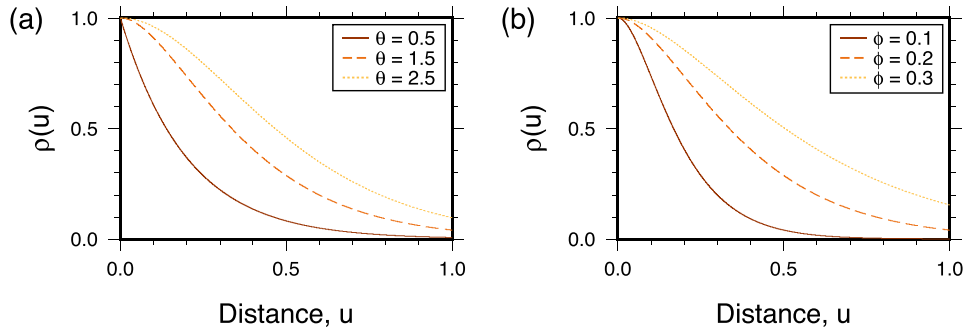 (a)
1.0
0.5
0.0
ρ(u)
θ = 0.5
θ = 1.5
θ = 2.5
0.0 0.5 1.0
Distance, u
(b)
1.0
0.5
0.0
ρ(u)
ϕ = 0.1
ϕ = 0.2
ϕ = 0.3
0.0 0.5 1.0
Distance, u